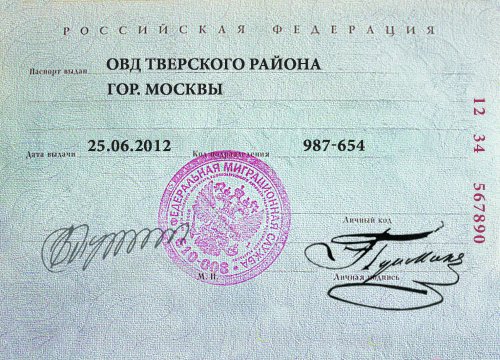 РОССИЙСКАЯ ФЕДЕРАЦИЯ
Паспорт выдан ОВД ТВЕРСКОГО РАЙОНА
ГОР. МОСКВЫ
Дата выдачи 25.06.2012 Код подразделения 987-654
12 34 567890
ФЕДЕРАЛЬНАЯ МИГРАЦИОННАЯ СЛУЖБА
Личный код
М. П.
Личная подпись